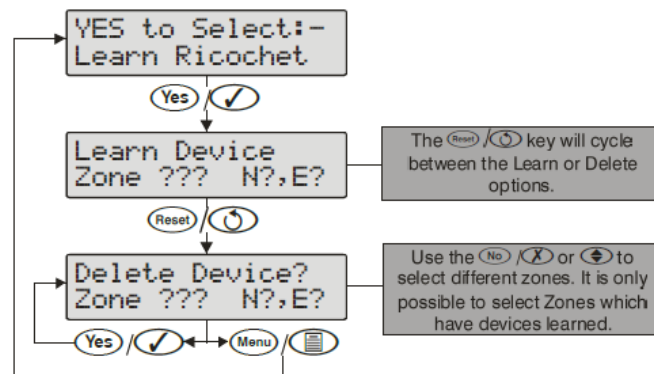 YES to Select:-
Learn Ricochet
Yes /
Learn Device
Zone ??? N?,E?
The Reset / key will cycle
between the Learn or Delete
options.
Reset /
Delete Device?
Zone ??? N?,E?
Use the No / or to
select different zones. It is only
possible to select Zones which
have devices learned.
Yes / Menu /